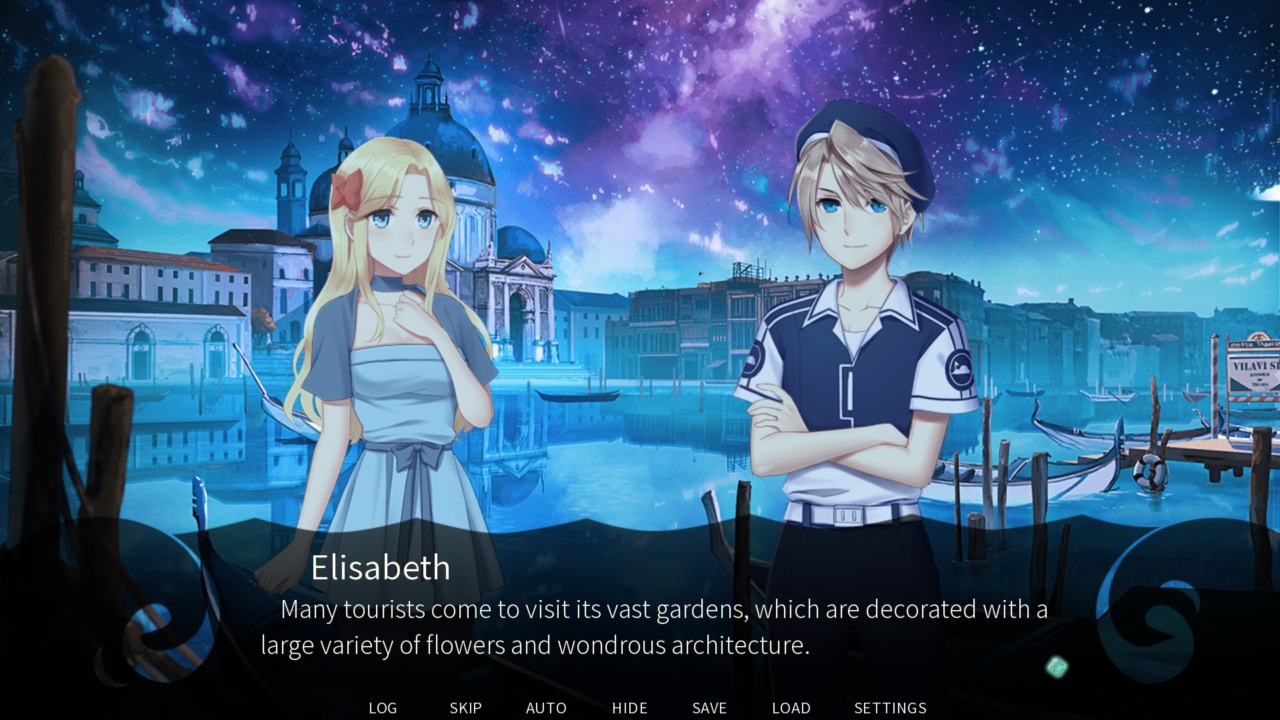 VILAVI
Elisabeth
Many tourists come to visit its vast gardens, which are decorated with a
large variety of flowers and wondrous architecture.
LOG SKIP AUTO HIDE SAVE LOAD SETTINGS